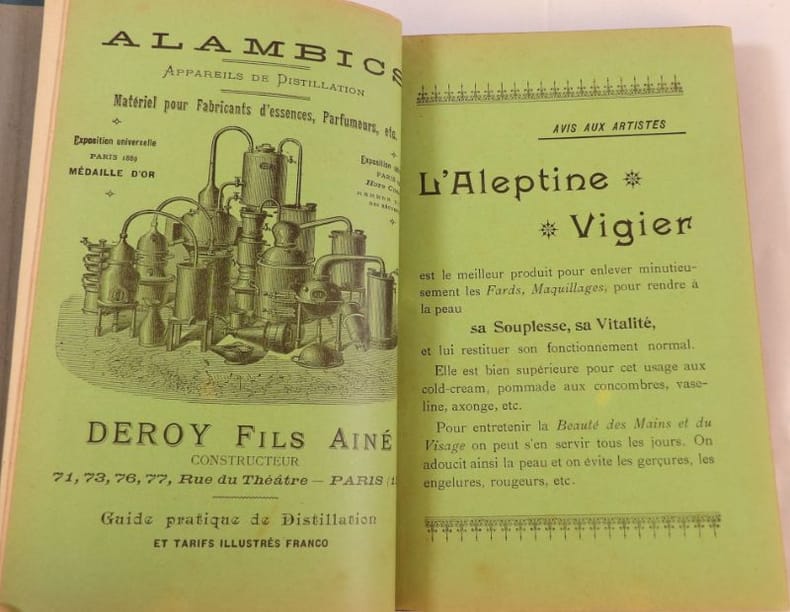 ALAMBICS
APPAREILS DE DISTILLATION
Matériel pour Fabricants d'essences, Parfumeurs, etc.
Exposition universelle
PARIS 1889
MÉDAILLE D'OR
Exposition
PARIS
HORS
DEROY FILS AINÉ
CONSTRUCTEUR
71, 73, 76, 77, Rue du Théâtre — PARIS
Guide pratique de Distillation
ET TARIFS ILLUSTRÉS FRANCO
AVIS AUX ARTISTES
L'Aleptine
Vigier
est le meilleur produit pour enlever minutieu-
sement les Fards, Maquillages, pour rendre à
la peau
sa Souplesse, sa Vitalité,
et lui restituer son fonctionnement normal.
Elle est bien supérieure pour cet usage aux
cold-cream, pommade aux concombres, vase-
line, axonge, etc.
Pour entretenir la Beauté des Mains et du
Visage on peut s'en servir tous les jours. On
adoucit ainsi la peau et on évite les gerçures, les
engelures, rougeurs, etc.